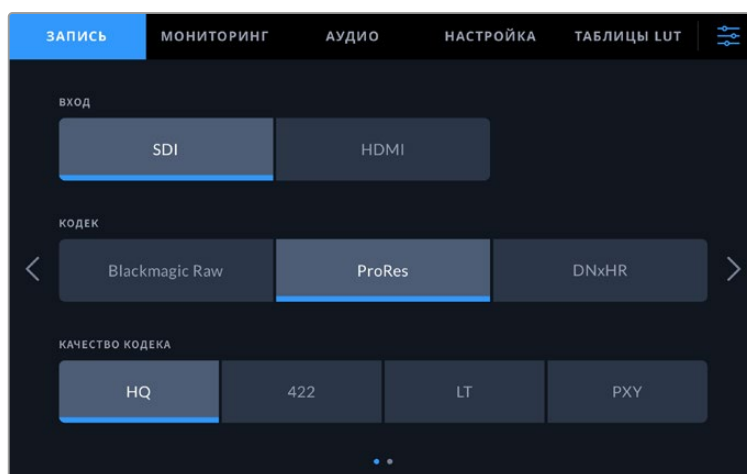 ЗАПИСЬ МОНИТОРИНГ АУДИО НАСТРОЙКА ТАБЛИЦЫ LUT
ВХОД
SDI HDMI
КОДЕК
Blackmagic Raw ProRes DNxHR
КАЧЕСТВО КОДЕКА
HQ 422 LT PXY